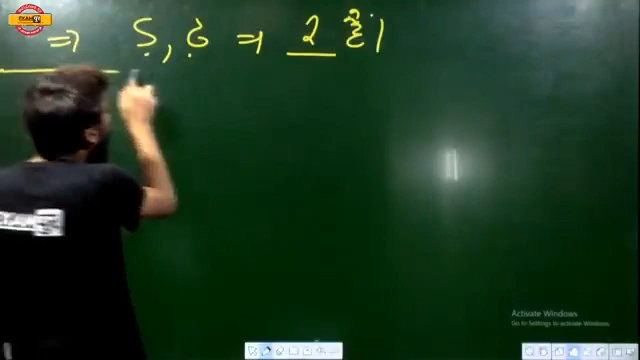 ⇒ ड़, ढ़ ⇒ 2 हैं।
Activate Windows
Go to Settings to activate Windows.